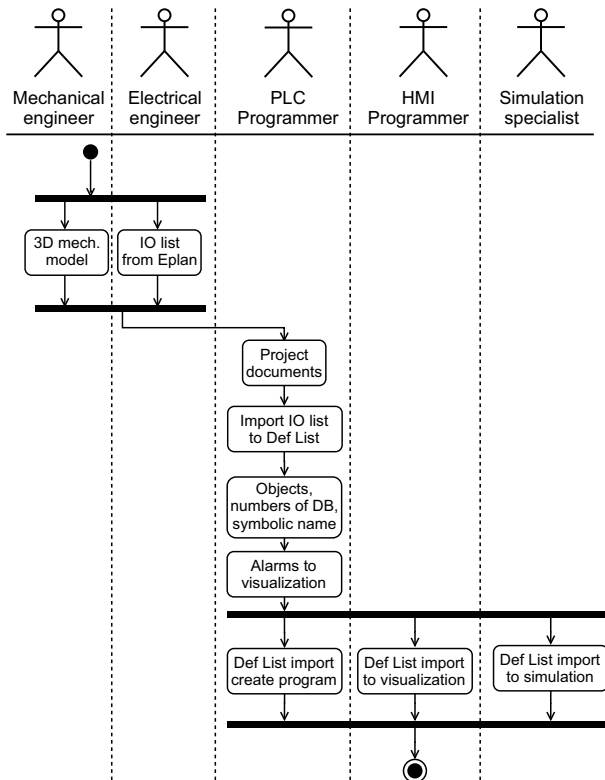 Mechanical
engineer
Electrical
engineer
PLC
Programmer
HMI
Programmer
Simulation
specialist
3D mech.
model
IO list
from Eplan
Project
documents
Import IO list
to Def List
Objects,
numbers of DB,
symbolic name
Alarms to
visualization
Def List import
create program
Def List import
to visualization
Def List import
to simulation